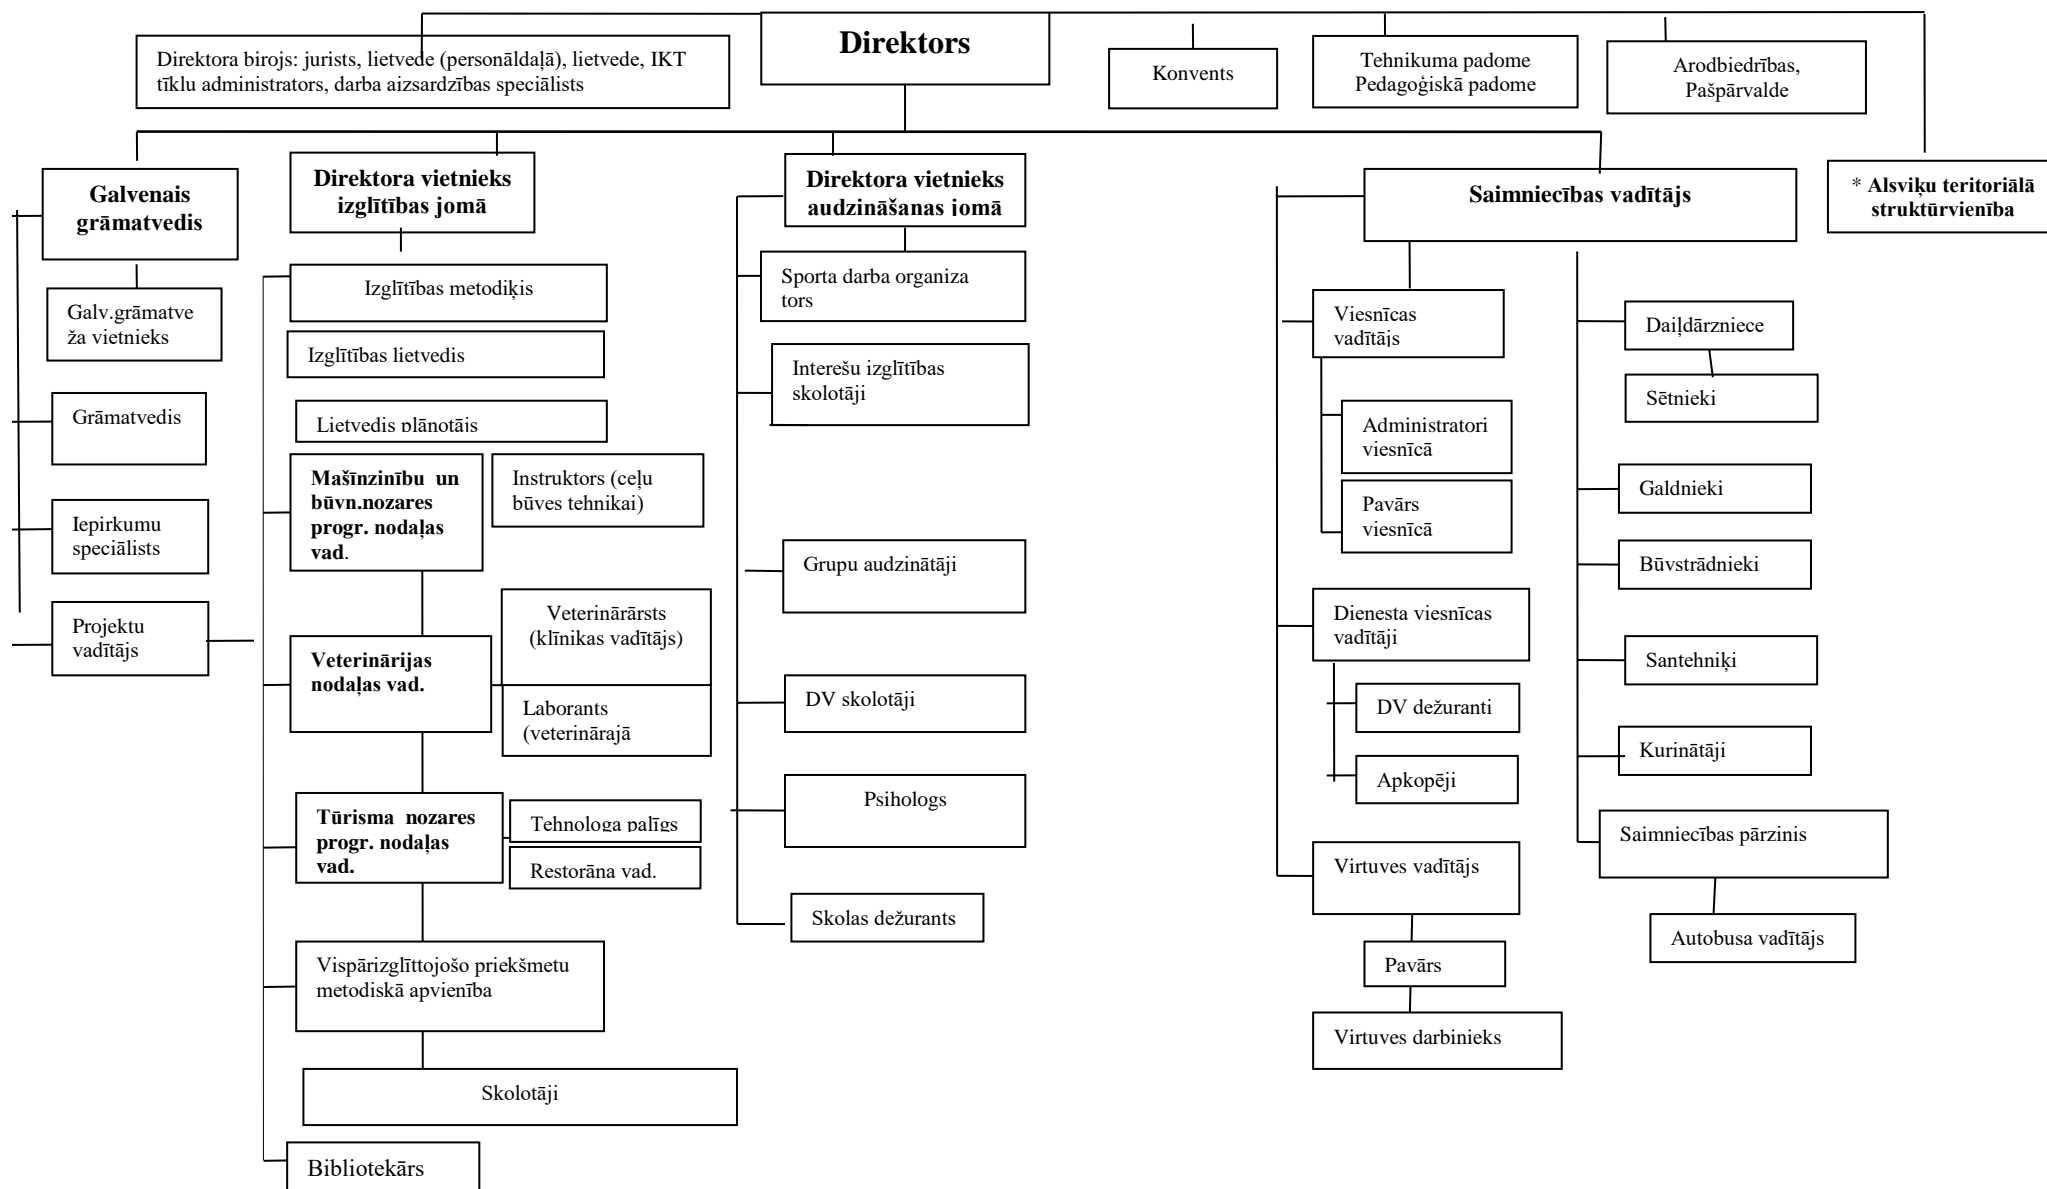 Direktors
Direktora birojs: jurists, lietvede (personāldaļā), lietvede, IKT
tīklu administrators, darba aizsardzības speciālists
Konvents
Tehnikuma padome
Pedagoģiskā padome
Arodbiedrības,
Pašpārvalde
Galvenais
grāmatvedis
Direktora vietnieks
izglītības jomā
Direktora vietnieks
audzināšanas jomā
Saimniecības vadītājs
* Alsviķu teritoriālā
struktūrvienība
Galv.grāmatve
ža vietnieks
Grāmatvedis
Iepirkumu
speciālists
Projektu
vadītājs
Izglītības metodiķis
Izglītības lietvedis
Lietvedis plānotājs
Mašīnzinību un
būvn.nozares
progr. nodaļas
vad.
Instruktors (ceļu
būves tehnikai)
Veterinārārsts
(klīnikas vadītājs)
Veterinārijas
nodaļas vad.
Laborants
(veterinārajā
Tūrisma nozares
progr. nodaļas
vad.
Tehnologa palīgs
Restorāna vad.
Vispārizglīttojošo priekšmetu
metodiskā apvienība
Skolotāji
Bibliotekārs
Sporta darba organiza
tors
Interešu izglītības
skolotāji
Grupu audzinātāji
DV skolotāji
Psihologs
Skolas dežurants
Viesnīcas
vadītājs
Administratori
viesnīcā
Pavārs
viesnīcā
Dienesta viesnīcas
vadītāji
DV dežuranti
Apkopēji
Virtuves vadītājs
Pavārs
Virtuves darbinieks
Daiļdārzniece
Sētnieki
Galdnieki
Būvstrādnieki
Santehniķi
Kurinātāji
Saimniecības pārzinis
Autobusa vadītājs